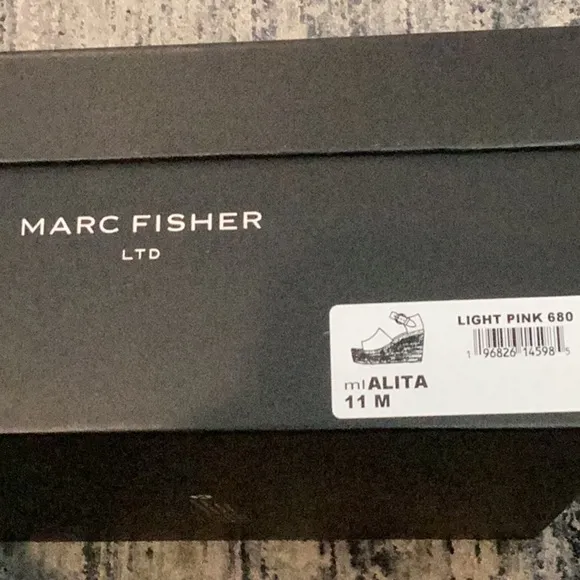 MARC FISHER
LTD
LIGHT PINK 680
1 96826 14598 5
mlALITA
11 M